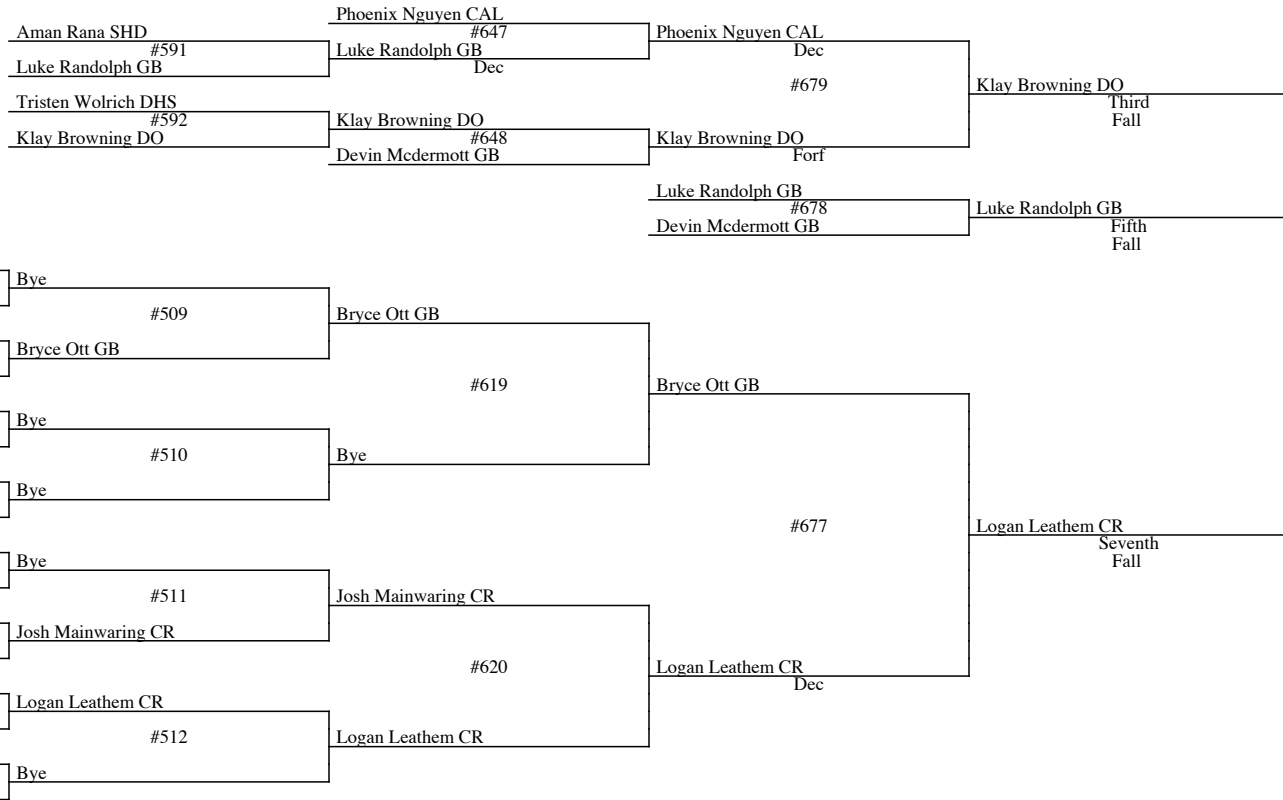 Phoenix Nguyen CAL
Aman Rana SHD
#647
Phoenix Nguyen CAL
#591
Luke Randolph GB
Dec
Luke Randolph GB
Dec
#679
Klay Browning DO
Tristen Wolrich DHS
Third
#592
Klay Browning DO
Fall
Klay Browning DO
#648
Klay Browning DO
Devin Mcdermott GB
Forf
Luke Randolph GB
#678
Luke Randolph GB
Devin Mcdermott GB
Fifth
Fall
Bye
#509
Bryce Ott GB
Bryce Ott GB
#619
Bryce Ott GB
Bye
#510
Bye
Bye
#677
Logan Leathem CR
Seventh
Fall
Bye
#511
Josh Mainwaring CR
Josh Mainwaring CR
#620
Logan Leathem CR
Dec
Logan Leathem CR
#512
Logan Leathem CR
Bye